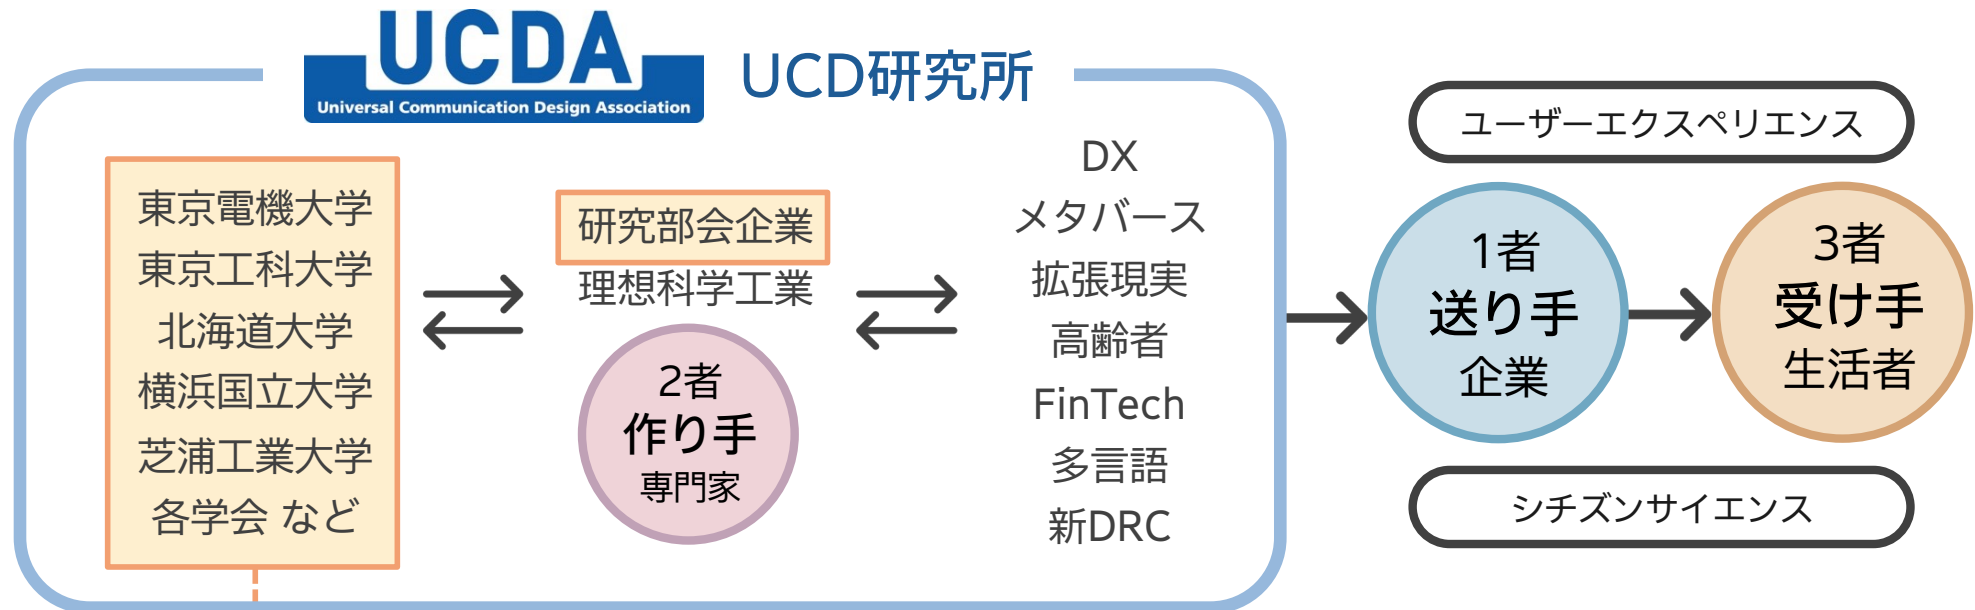 UCDA
Universal Communication Design Association
UCD研究所
東京電機大学
東京工科大学
北海道大学
横浜国立大学
芝浦工業大学
各学会 など
研究部会企業
理想科学工業
2者
作り手
専門家
DX
メタバース
拡張現実
高齢者
FinTech
多言語
新DRC
ユーザーエクスペリエンス
1者
送り手
企業
3者
受け手
生活者
シチズンサイエンス